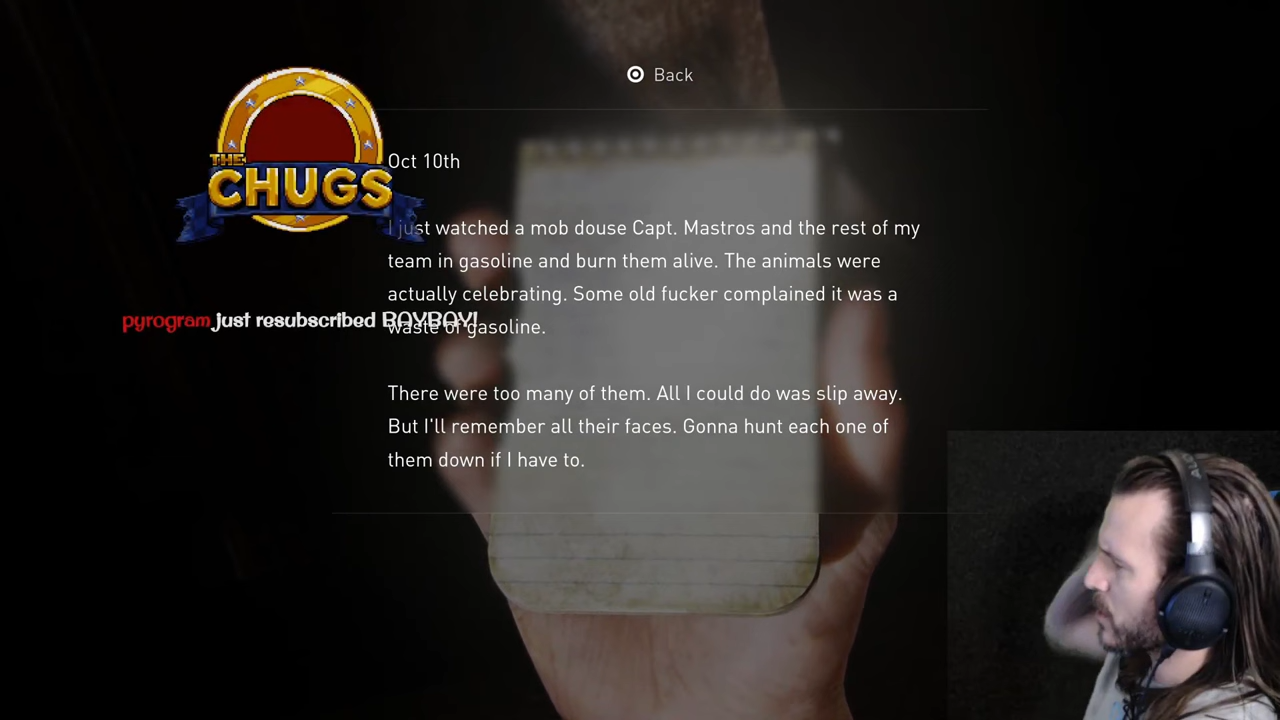 Back
Oct 10th
THE
CHUGS
I just watched a mob douse Capt. Mastros and the rest of my
team in gasoline and burn them alive. The animals were
actually celebrating. Some old fucker complained it was a
pyrogram just resubscribed BOYBOY!
waste of gasoline.
There were too many of them. All I could do was slip away.
But I'll remember all their faces. Gonna hunt each one of
them down if I have to.